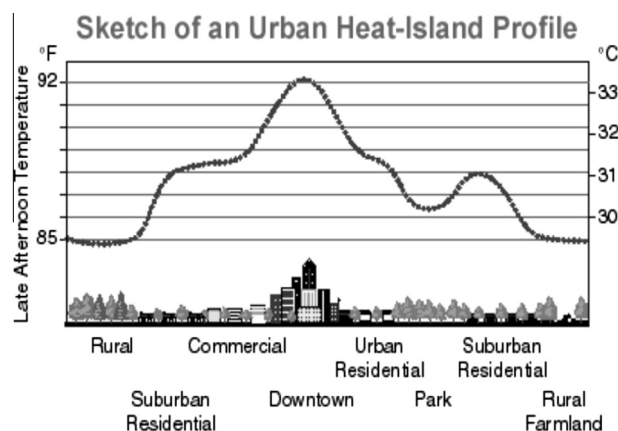 Sketch of an Urban Heat-Island Profile
°F
°C
92
85
33
32
31
30
Late Afternoon Temperature
Rural
Commercial
Urban
Residential
Suburban
Residential
Suburban
Residential
Downtown
Park
Rural
Farmland